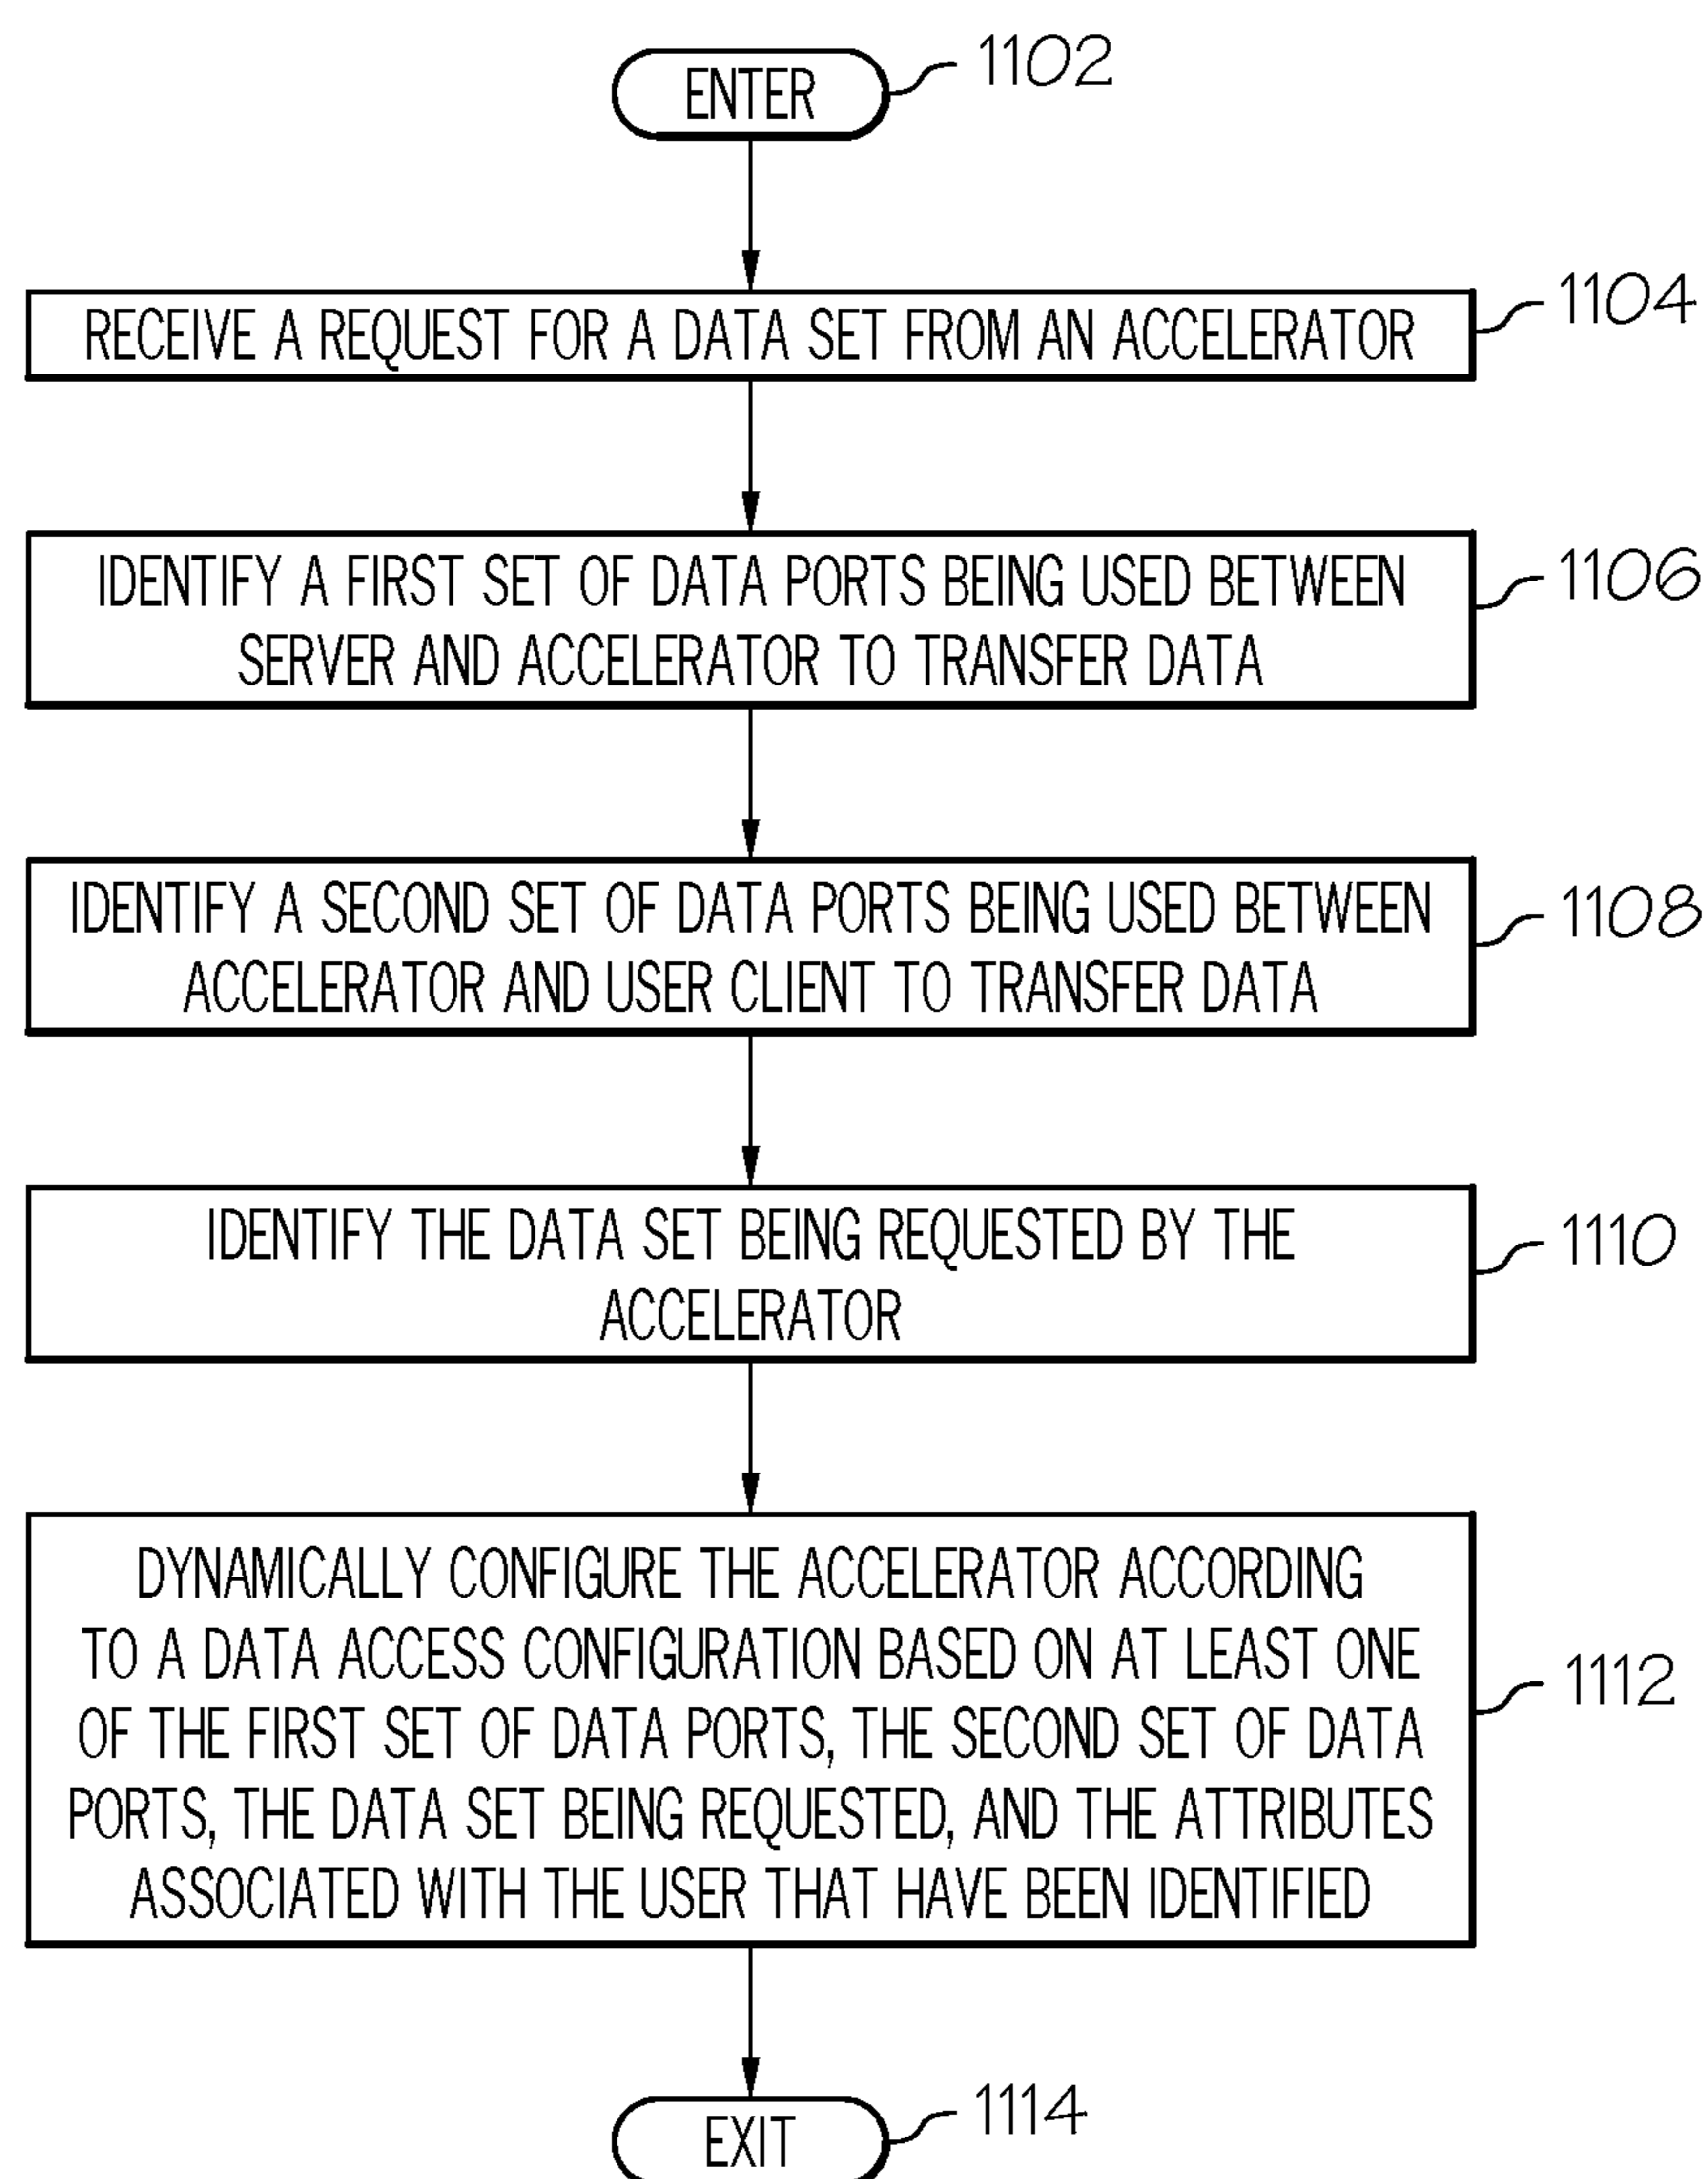 ENTER
1102
RECEIVE A REQUEST FOR A DATA SET FROM AN ACCELERATOR
1104
IDENTIFY A FIRST SET OF DATA PORTS BEING USED BETWEEN
SERVER AND ACCELERATOR TO TRANSFER DATA
1106
IDENTIFY A SECOND SET OF DATA PORTS BEING USED BETWEEN
ACCELERATOR AND USER CLIENT TO TRANSFER DATA
1108
IDENTIFY THE DATA SET BEING REQUESTED BY THE
ACCELERATOR
1110
DYNAMICALLY CONFIGURE THE ACCELERATOR ACCORDING
TO A DATA ACCESS CONFIGURATION BASED ON AT LEAST ONE
OF THE FIRST SET OF DATA PORTS, THE SECOND SET OF DATA
PORTS, THE DATA SET BEING REQUESTED, AND THE ATTRIBUTES
ASSOCIATED WITH THE USER THAT HAVE BEEN IDENTIFIED
1112
EXIT
1114